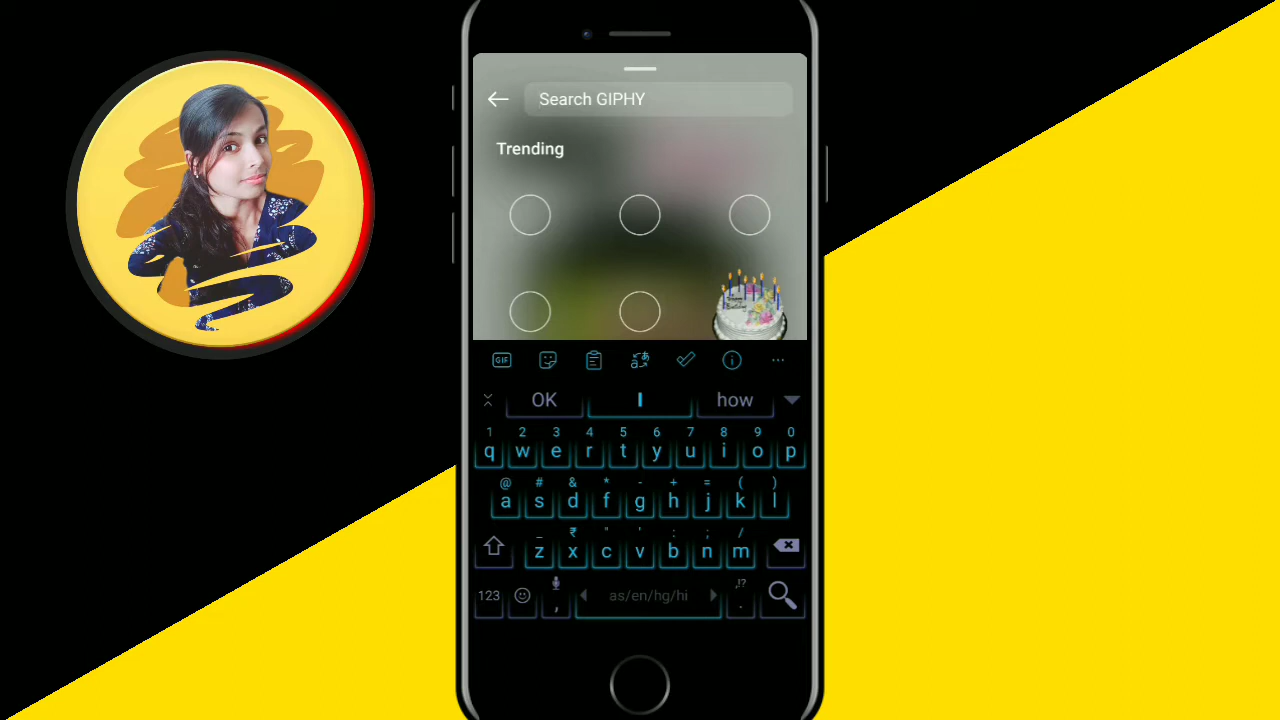 Search GIPHY
Trending
GIF
OK I how
1 2 3 4 5 6 7 8 9 0
q w e r t y u i o p
@ # & * - + = ( )
a s d f g h j k l
_ ₹ " ' : ; /
z x c v b n m
,!?
123 , as/en/hg/hi .